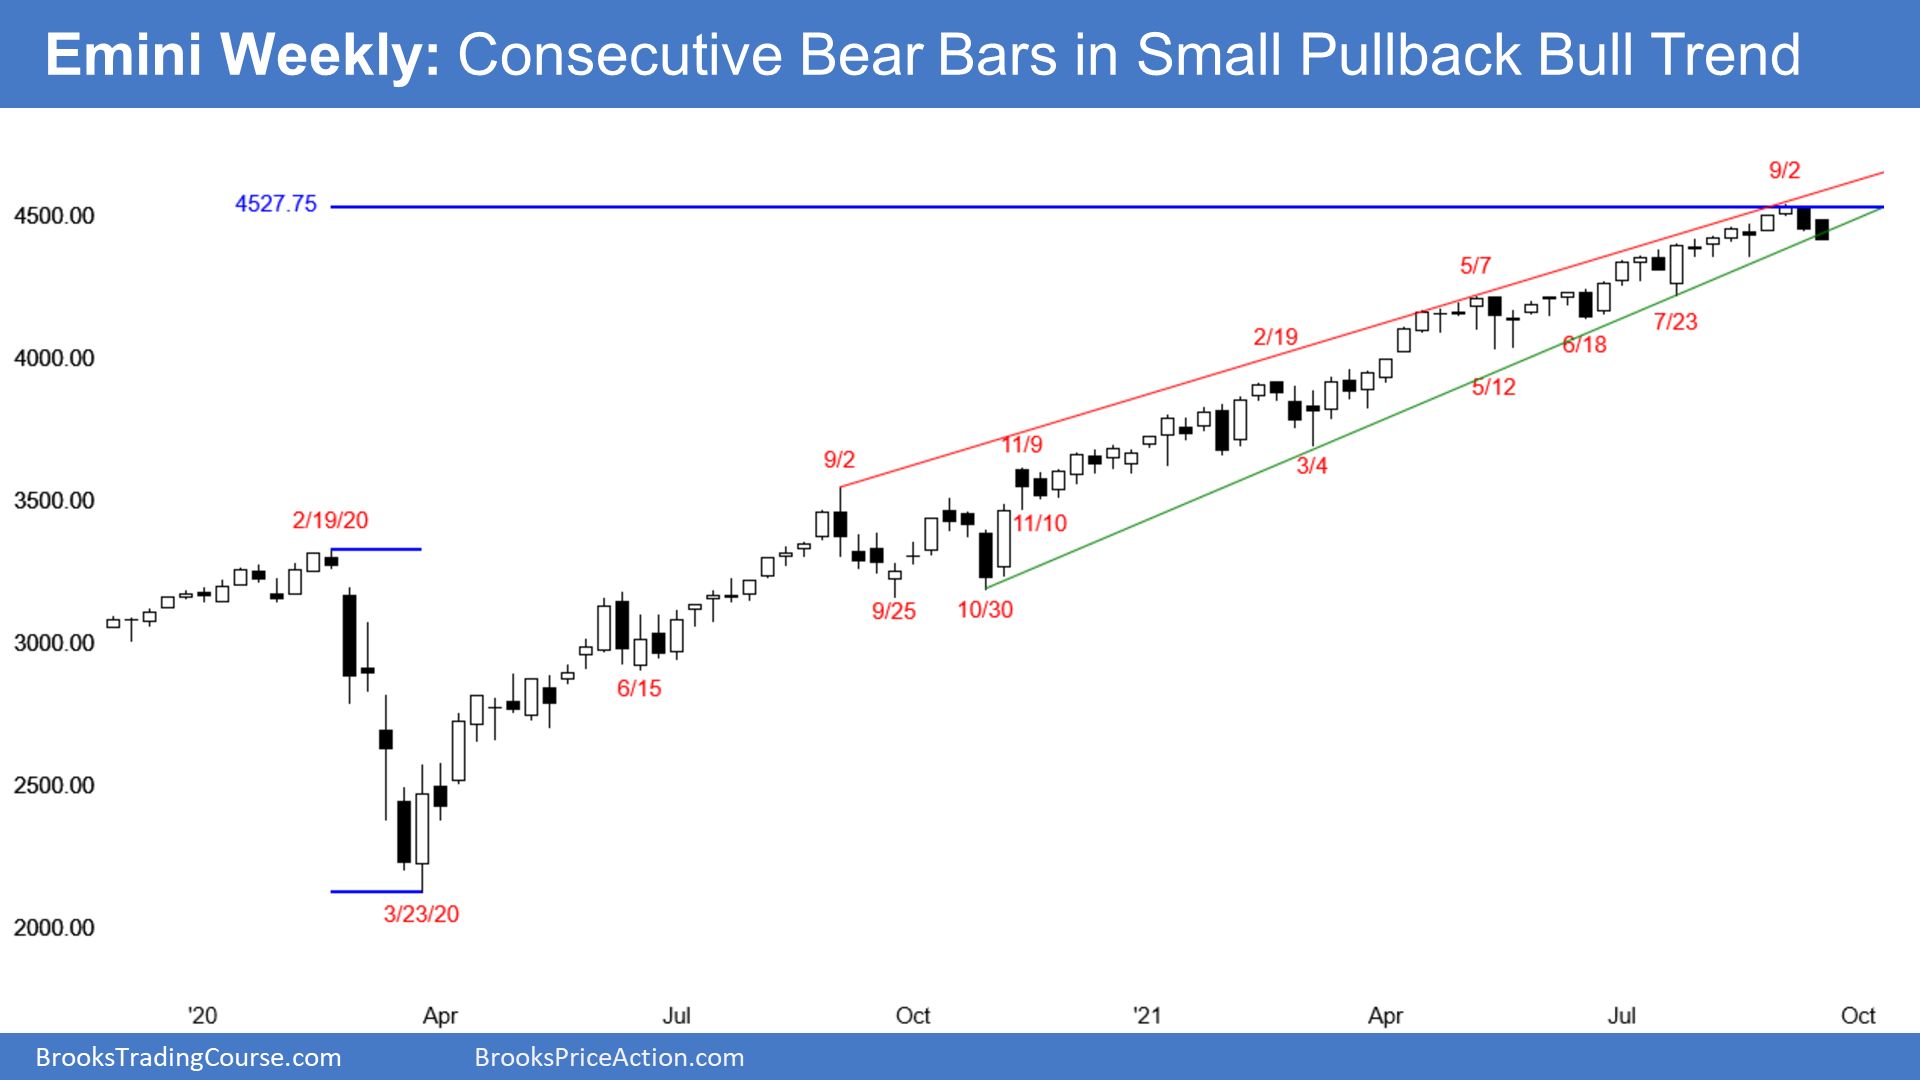 Emini Weekly: Consecutive Bear Bars in Small Pullback Bull Trend
9/2
4527.75
4500.00
5/7
7/23
2/19
6/18
4000.00
5/12
11/9
9/2
3/4
3500.00
2/19/20
11/10
9/25
10/30
3000.00
6/15
2500.00
3/23/20
2000.00
'20
Apr
Jul
Oct
'21
Apr
Jul
Oct
BrooksTradingCourse.com
BrooksPriceAction.com